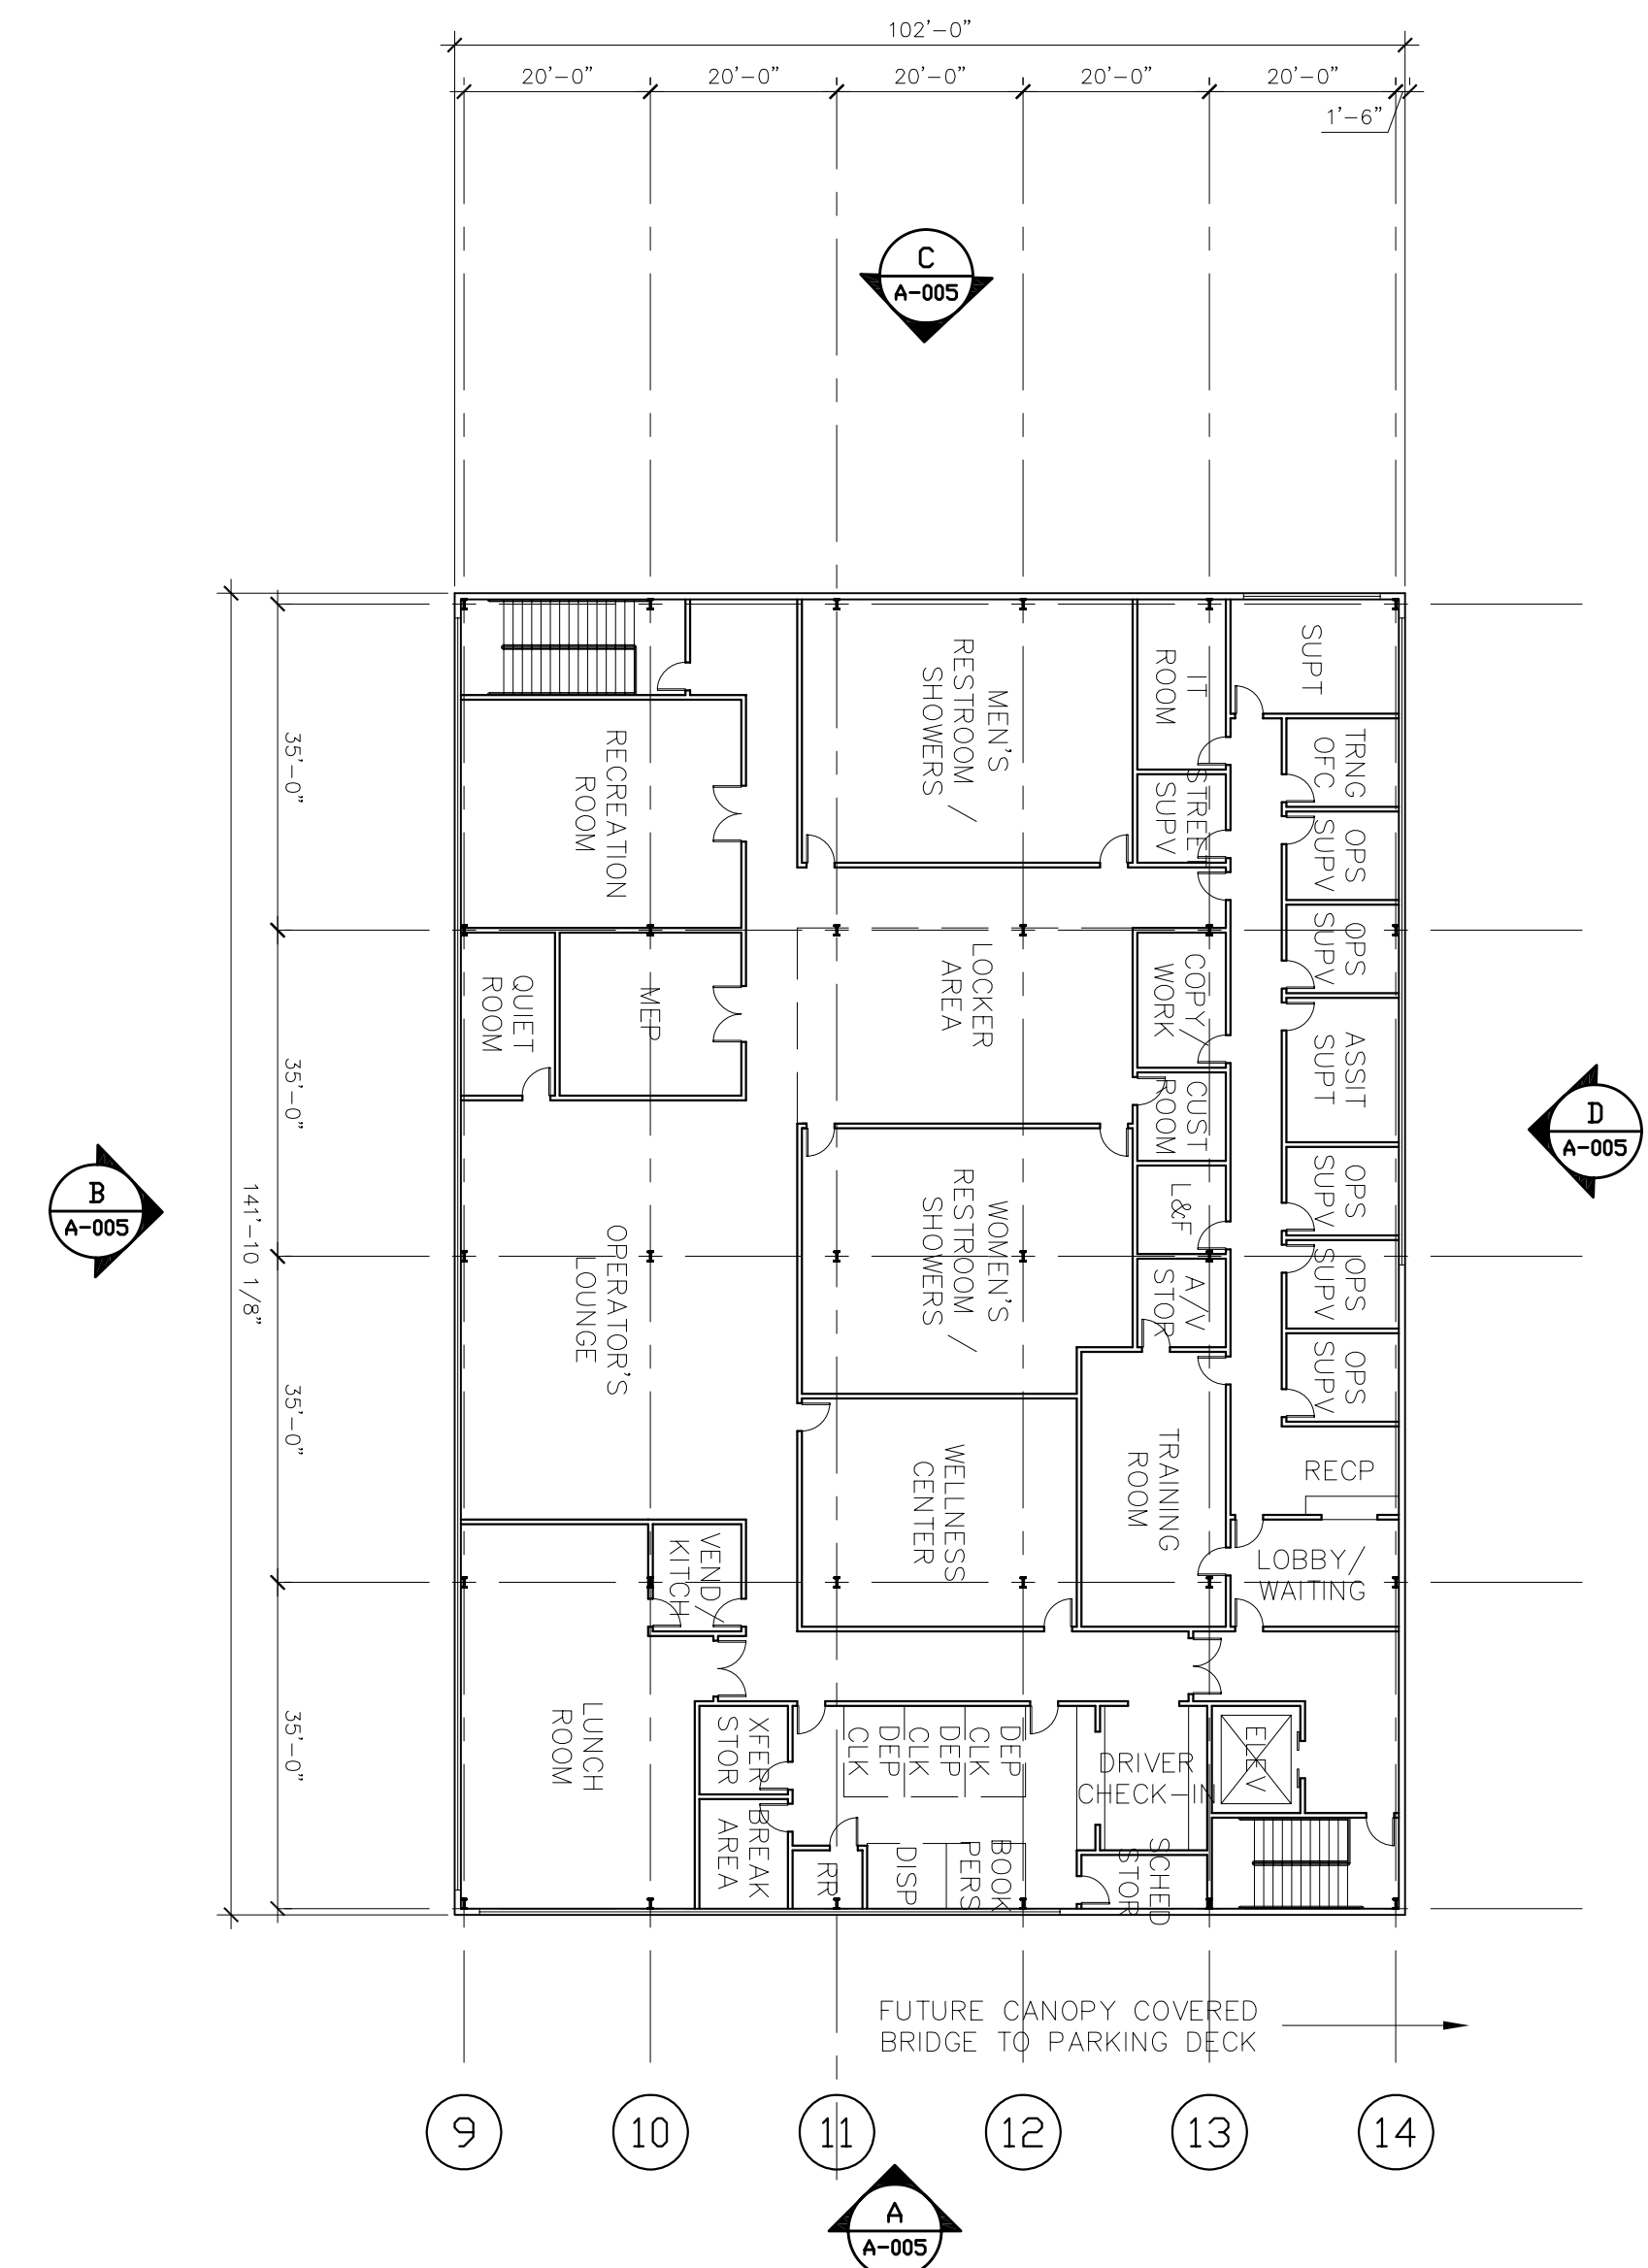 102'-0"
20'-0"
20'-0"
20'-0"
20'-0"
20'-0"
1'-6"
C
A-005
35'-0"
35'-0"
35'-0"
35'-0"
141'-10 1/8"
B
A-005
D
A-005
RECREATION
ROOM
MEN'S
RESTROOM /
SHOWERS
IT
ROOM
STREET
SUPV
SUPT
TRNG
OFC
OPS
SUPV
OPS
SUPV
ASSIT
SUPT
OPS
SUPV
OPS
SUPV
OPS
SUPV
QUIET
ROOM
MEP
LOCKER
AREA
COPY/
WORK
CUST
ROOM
L&F
A/V
STOR
OPERATOR'S
LOUNGE
WOMEN'S
RESTROOM /
SHOWERS
WELLNESS
CENTER
TRAINING
ROOM
RECP
LOBBY/
WAITING
VEND/
KITCH
LUNCH
ROOM
XFER
STOR
BREAK
AREA
DEP
CLK
DEP
CLK
DEP
CLK
DRIVER
CHECK-IN
ELEV
RR
DISP
BOOK
PERS
SCHED
STOR
FUTURE CANOPY COVERED
BRIDGE TO PARKING DECK
9
10
11
12
13
14
A
A-005